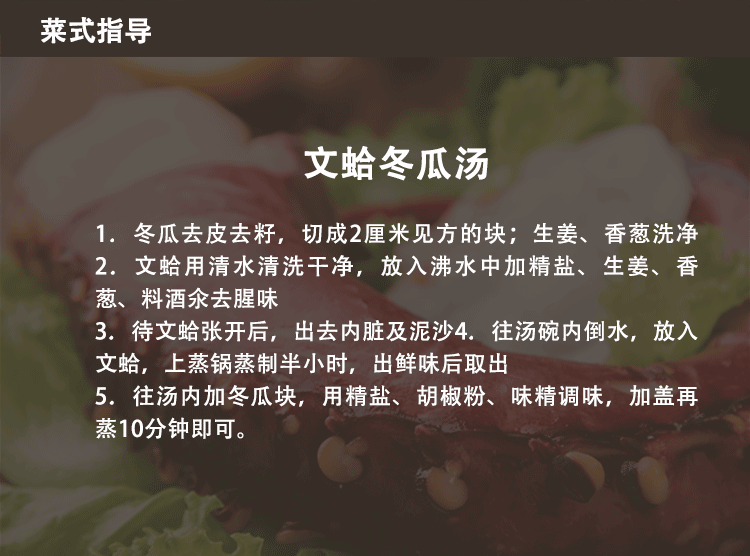 菜式指导
文蛤冬瓜汤
1．冬瓜去皮去籽，切成2厘米见方的块；生姜、香葱洗净
2．文蛤用清水清洗干净，放入沸水中加精盐、生姜、香
葱、料酒汆去腥味
3．待文蛤张开后，出去内脏及泥沙4．往汤碗内倒水，放入
文蛤，上蒸锅蒸制半小时，出鲜味后取出
5．往汤内加冬瓜块，用精盐、胡椒粉、味精调味，加盖再
蒸10分钟即可。